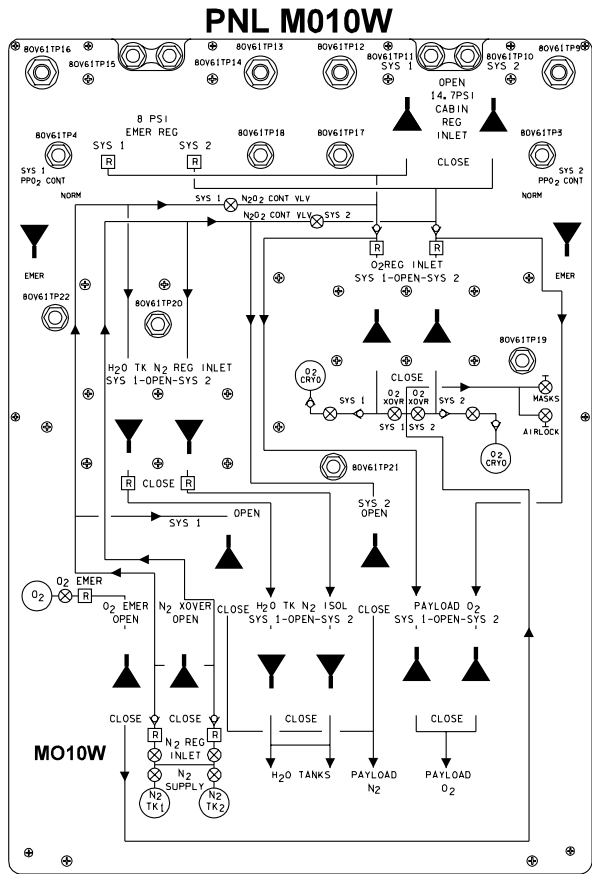 PNL M010W
80V61TP16
80V61TP15
80V61TP13
80V61TP14
80V61TP12
80V61TP11
SYS 1
80V61TP10
SYS 2
80V61TP9
OPEN
14.7PSI
CABIN
REG
INLET
CLOSE
8 PSI
EMER REG
SYS 1 SYS 2
R R
80V61TP4
80V61TP18
80V61TP17
80V61TP3
SYS 1
PPO2 CONT
NORM
EMER
SYS 2
PPO2 CONT
NORM
EMER
SYS 1 N2O2 CONT VLV
N2O2 CONT VLV SYS 2
R R
O2REG INLET
SYS 1-OPEN-SYS 2
80V61TP22
80V61TP20
80V61TP19
H2O TK N2 REG INLET
SYS 1-OPEN-SYS 2
CLOSE
O2
CRYO
SYS 1
O2
XOVR
O2
XOVR
SYS 2
SYS 1 SYS 2
MASKS
AIRLOCK
O2
CRYO
80V61TP21
R CLOSE R
SYS 1
OPEN
SYS 2
OPEN
O2 EMER
O2
R
O2 EMER
OPEN
N2 XOVER
OPEN
CLOSE
H2O TK N2 ISOL
SYS 1-OPEN-SYS 2
CLOSE
PAYLOAD O2
SYS 1-OPEN-SYS 2
CLOSE CLOSE
CLOSE
CLOSE
R R
N2 REG
INLET
MO10W
N2
SUPPLY
N2
TK1
N2
TK2
H2O TANKS
PAYLOAD
N2
PAYLOAD
O2